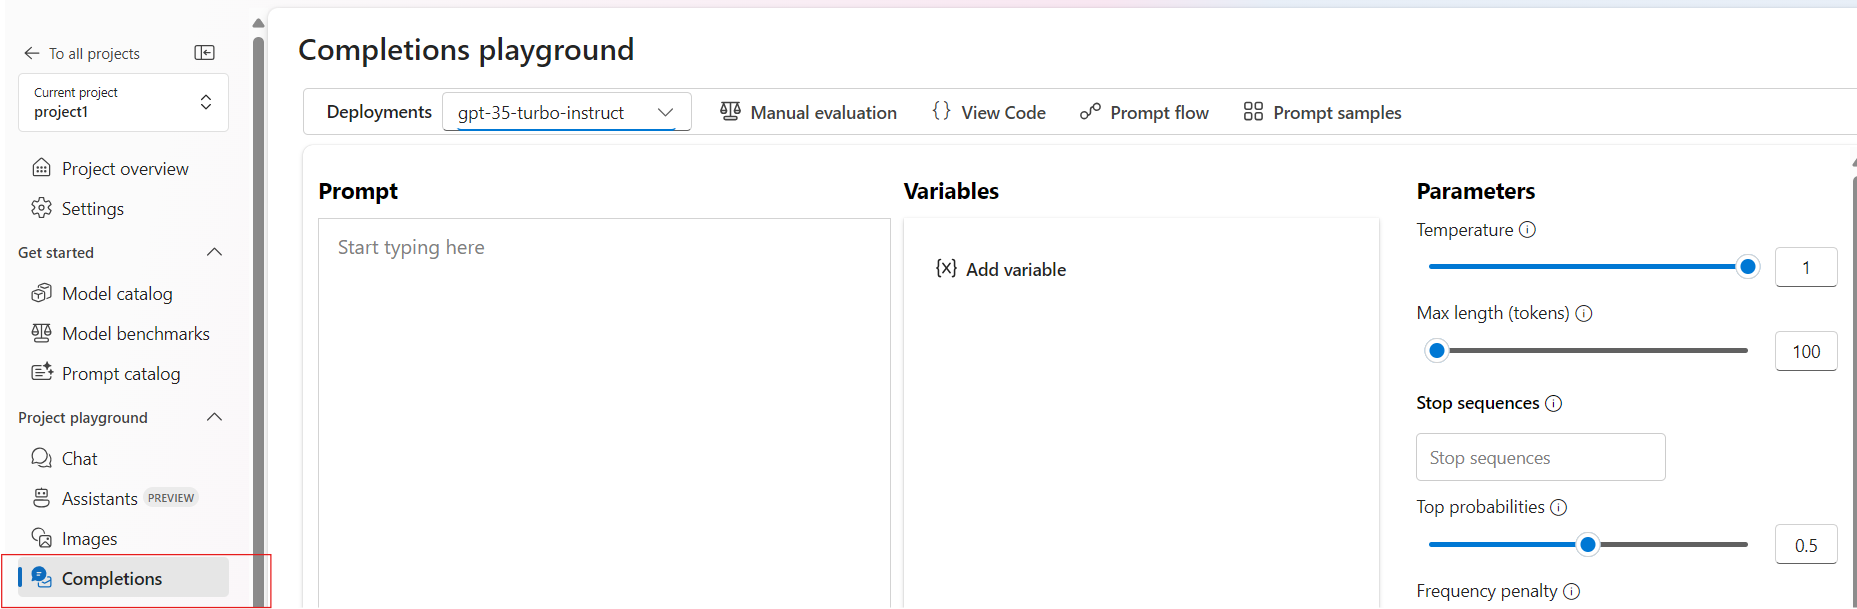 To all projects
Current project
project1
Project overview
Settings
Get started
Model catalog
Model benchmarks
Prompt catalog
Project playground
Chat
Assistants PREVIEW
Images
Completions
Completions playground
Deployments gpt-35-turbo-instruct Manual evaluation {} View Code Prompt flow Prompt samples
Prompt
Start typing here
Variables
{x} Add variable
Parameters
Temperature
1
Max length (tokens)
100
Stop sequences
Stop sequences
Top probabilities
0.5
Frequency penalty